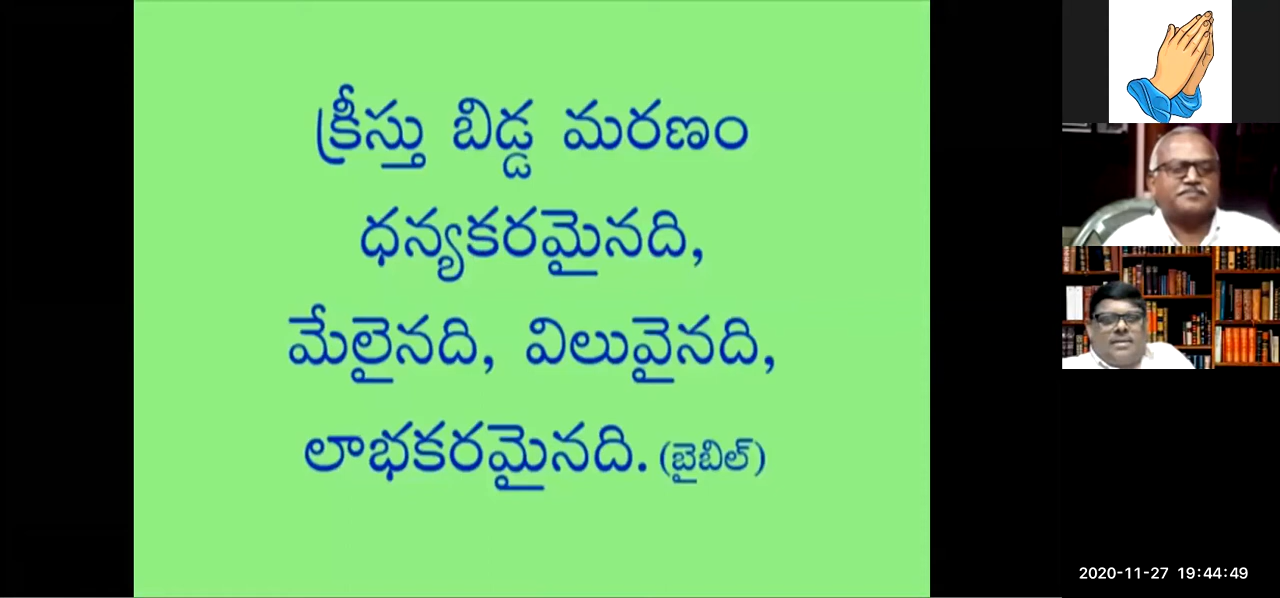 క్రీస్తు బిడ్డ మరణం
ధన్యకరమైనది,
మేలైనది, విలువైనది,
లాభకరమైనది. (బైబిల్)
2020-11-27 19:44:49